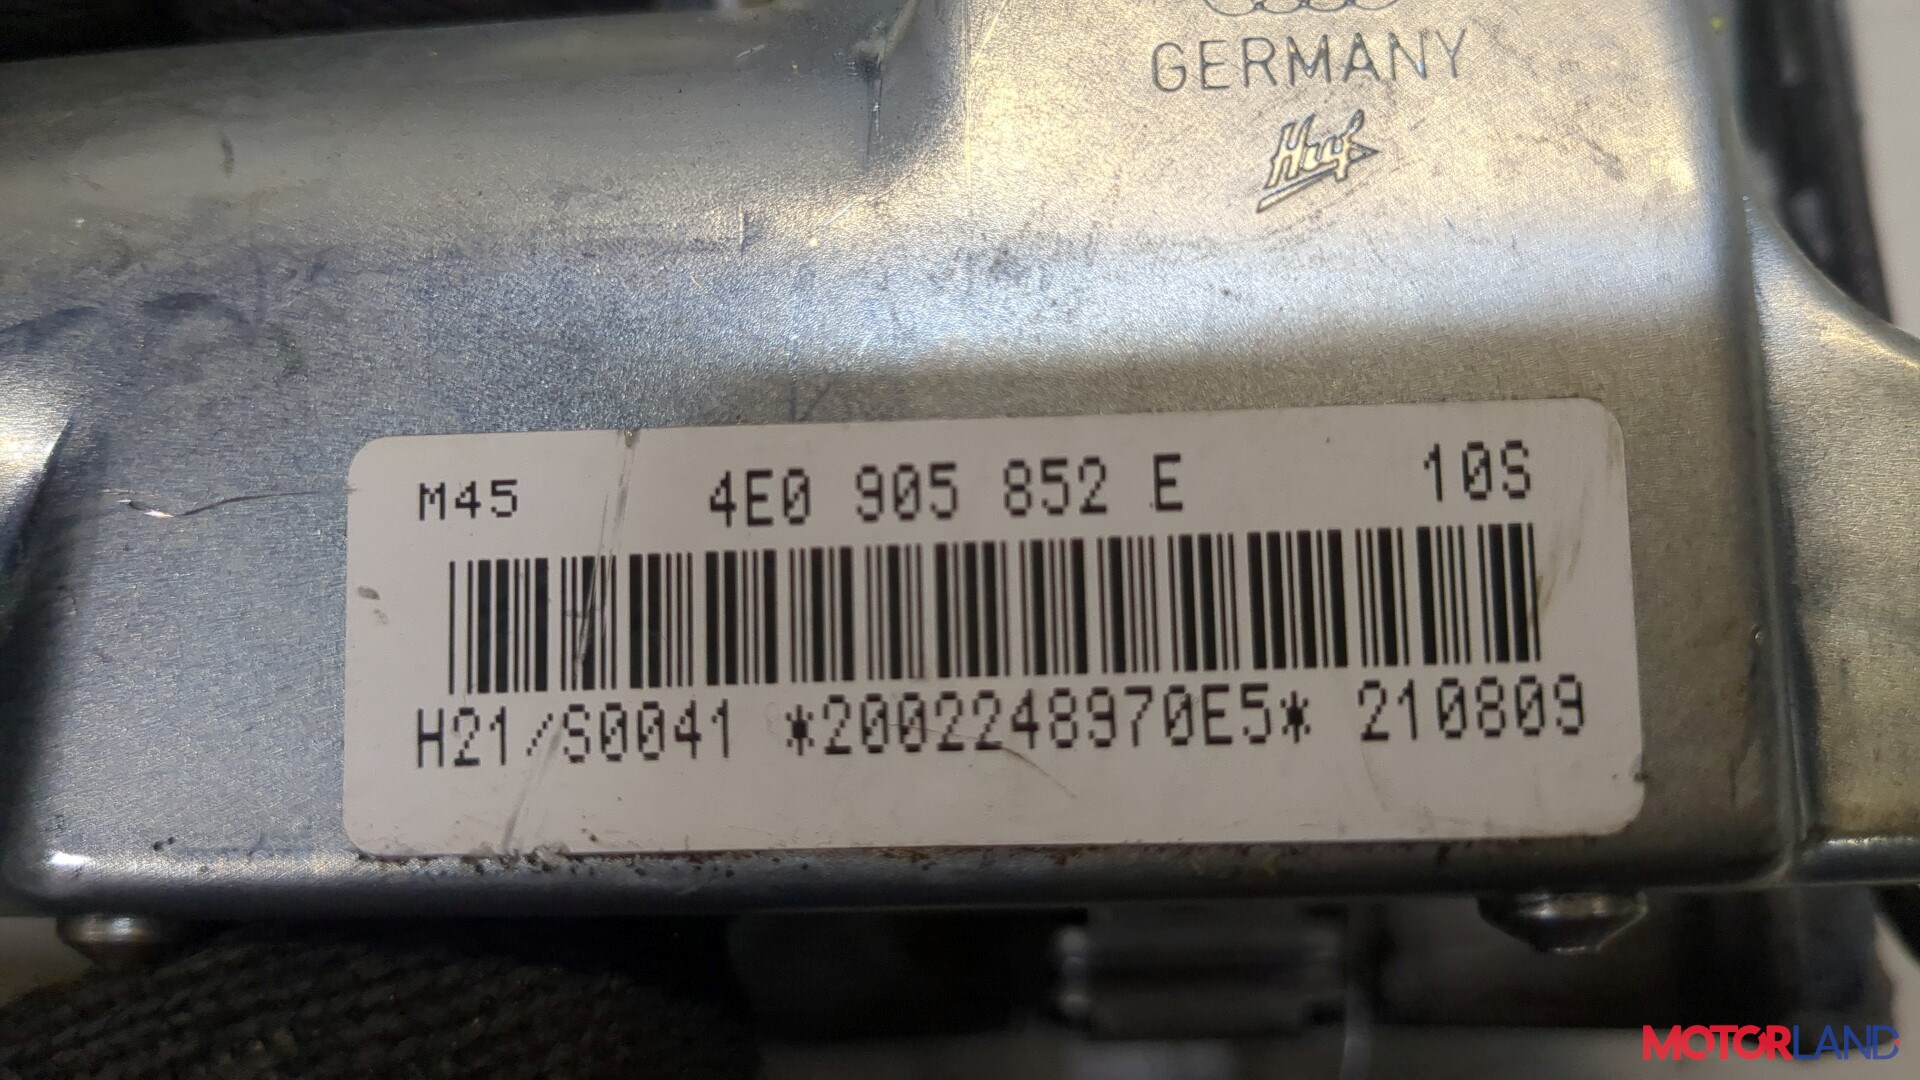 GERMANY
Huf
M45 4E0 905 852 E 10S
H21/S0041 *2002248970E5* 210809
MOTORLAND